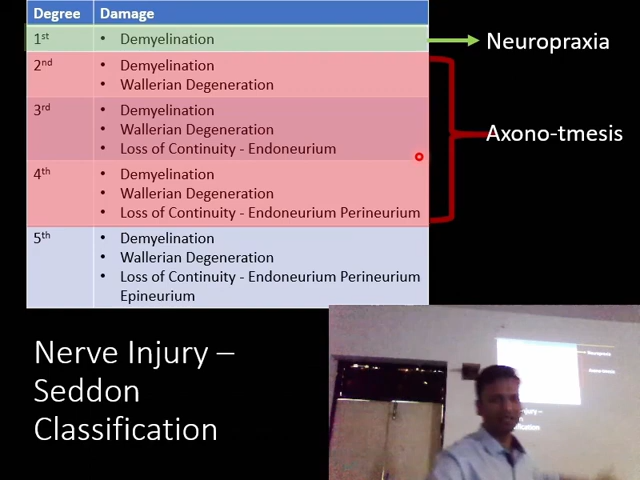 Degree Damage
1st • Demyelination
Neuropraxia
2nd • Demyelination
• Wallerian Degeneration
3rd • Demyelination
• Wallerian Degeneration
• Loss of Continuity - Endoneurium
Axono-tmesis
4th • Demyelination
• Wallerian Degeneration
• Loss of Continuity - Endoneurium Perineurium
5th • Demyelination
• Wallerian Degeneration
• Loss of Continuity - Endoneurium Perineurium
Epineurium
Nerve Injury –
Seddon
Classification